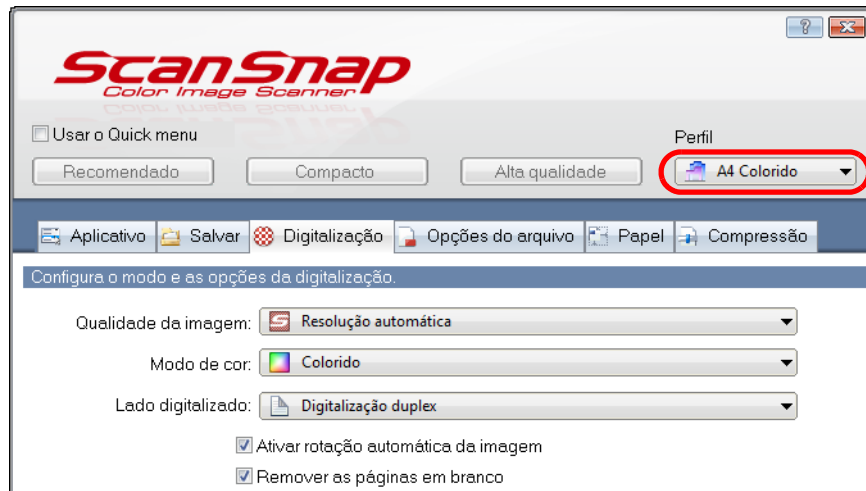 ScanSnap
Color Image Scanner
Usar o Quick menu
Perfil
Recomendado Compacto Alta qualidade A4 Colorido
Aplicativo Salvar Digitalização Opções do arquivo Papel Compressão
Configura o modo e as opções da digitalização.
Qualidade da imagem: Resolução automática
Modo de cor: Colorido
Lado digitalizado: Digitalização duplex
Ativar rotação automática da imagem
Remover as páginas em branco